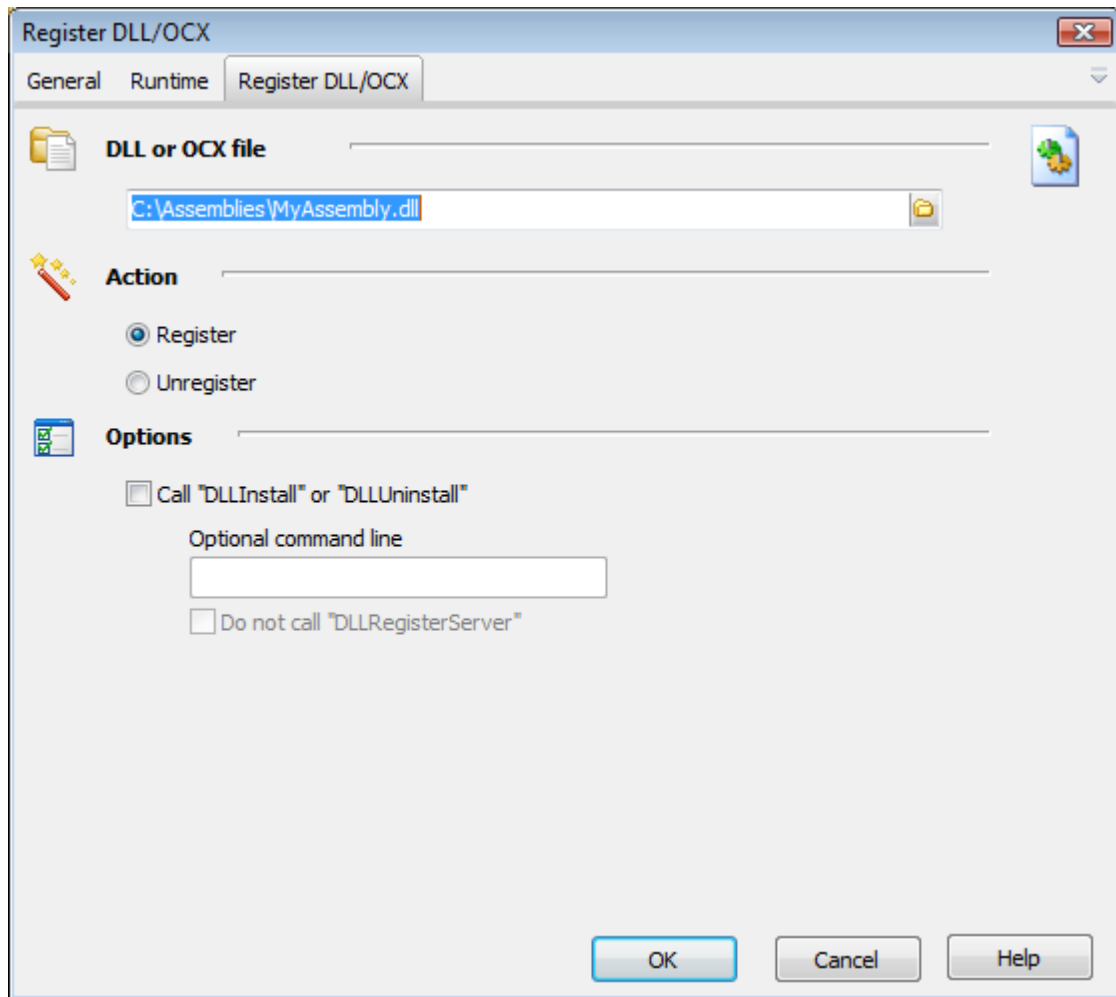 Register DLL/OCX
General Runtime Register DLL/OCX
DLL or OCX file
C:\Assemblies\MyAssembly.dll
Action
Register
Unregister
Options
Call "DLLInstall" or "DLLUninstall"
Optional command line
Do not call "DLLRegisterServer"
OK Cancel Help